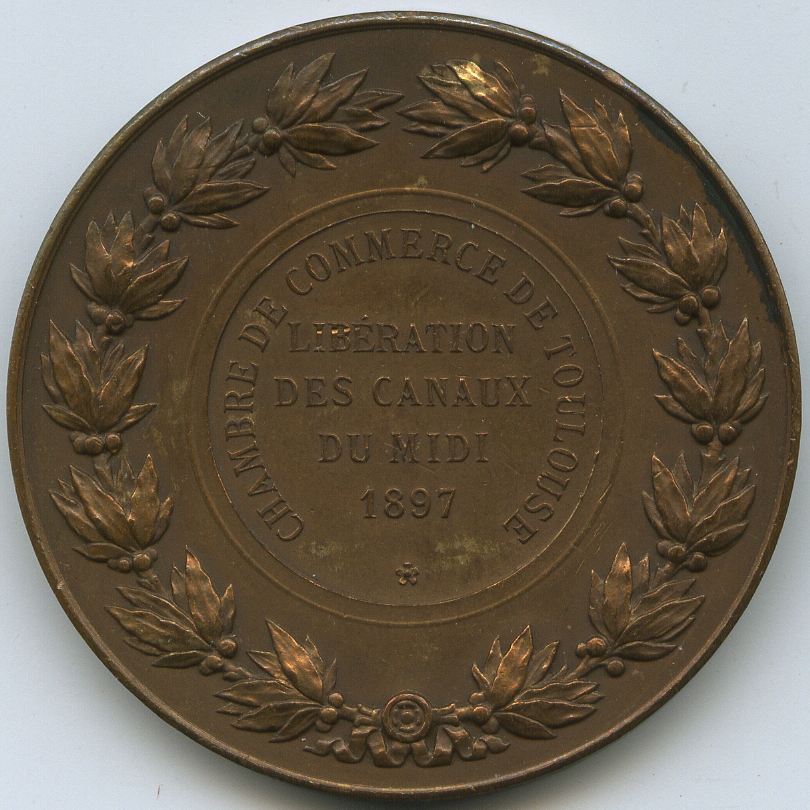 CHAMBRE DE COMMERCE DE TOULOUSE
LIBÉRATION
DES CANAUX
DU MIDI
1897